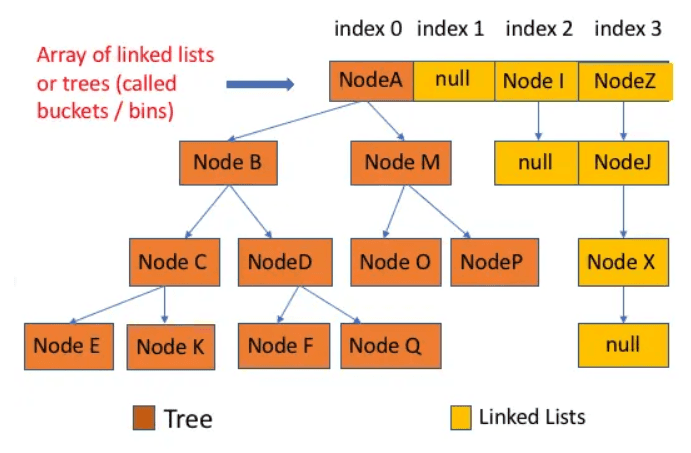 index 0 index 1 index 2 index 3
Array of linked lists
or trees (called
buckets / bins)
NodeA null Node I NodeZ
Node B Node M null NodeJ
Node C NodeD Node O NodeP Node X
Node E Node K Node F Node Q null
Tree Linked Lists